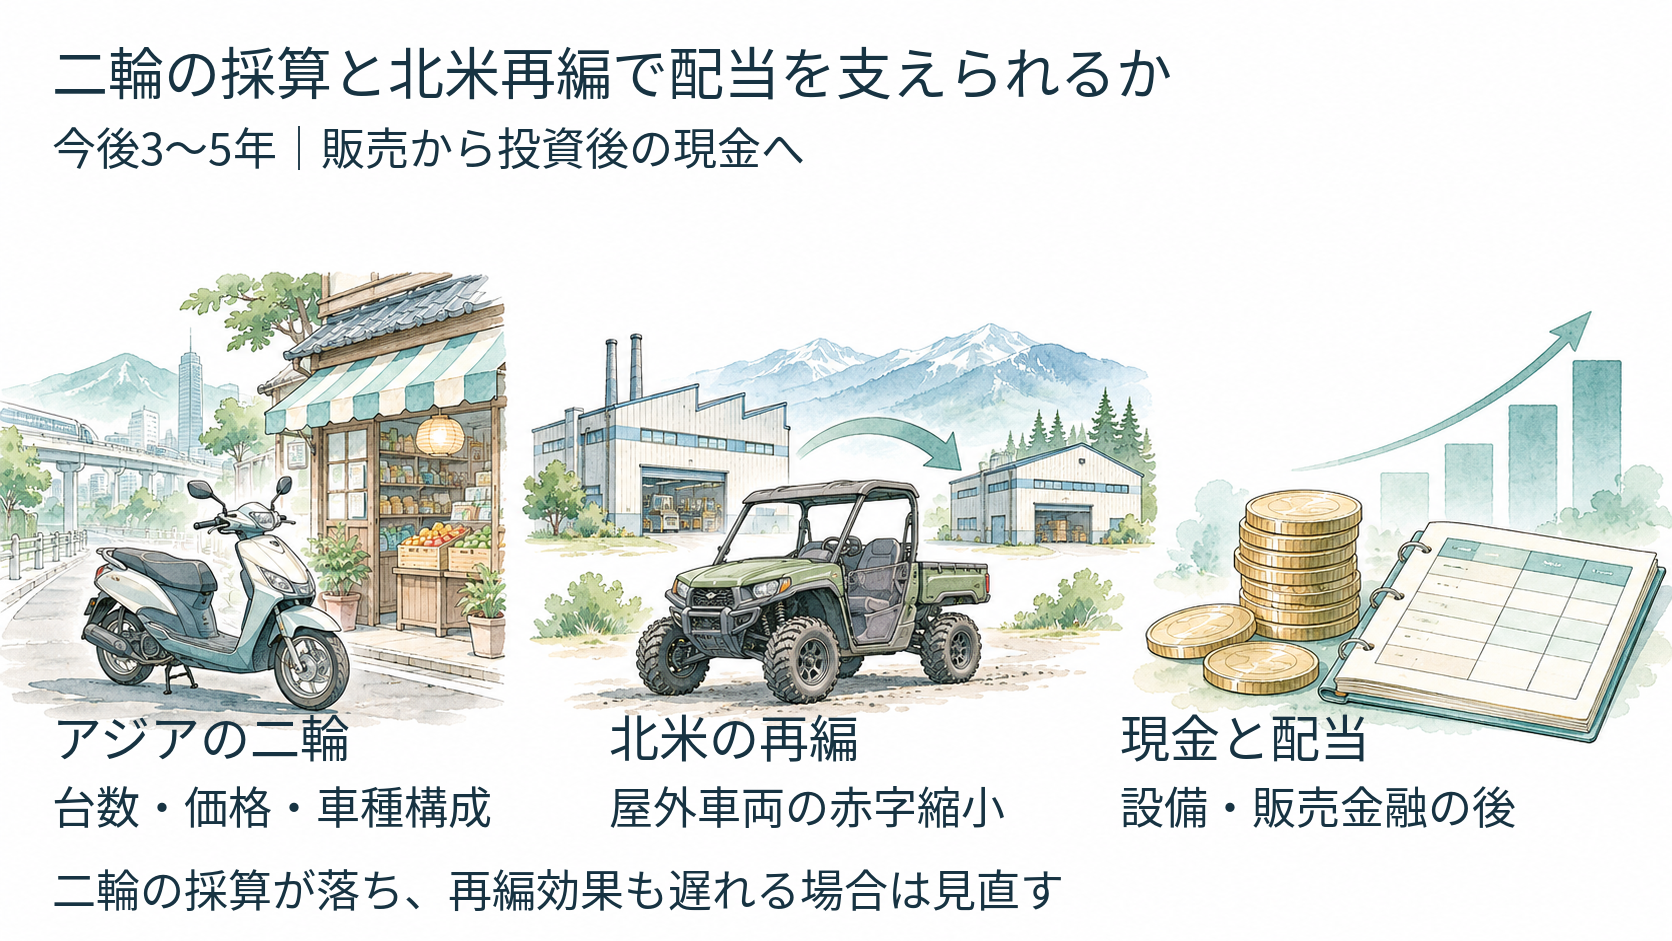 二輪の採算と北米再編で配当を支えられるか
今後3〜5年｜販売から投資後の現金へ
アジアの二輪
台数・価格・車種構成
北米の再編
屋外車両の赤字縮小
現金と配当
設備・販売金融の後
二輪の採算が落ち、再編効果も遅れる場合は見直す